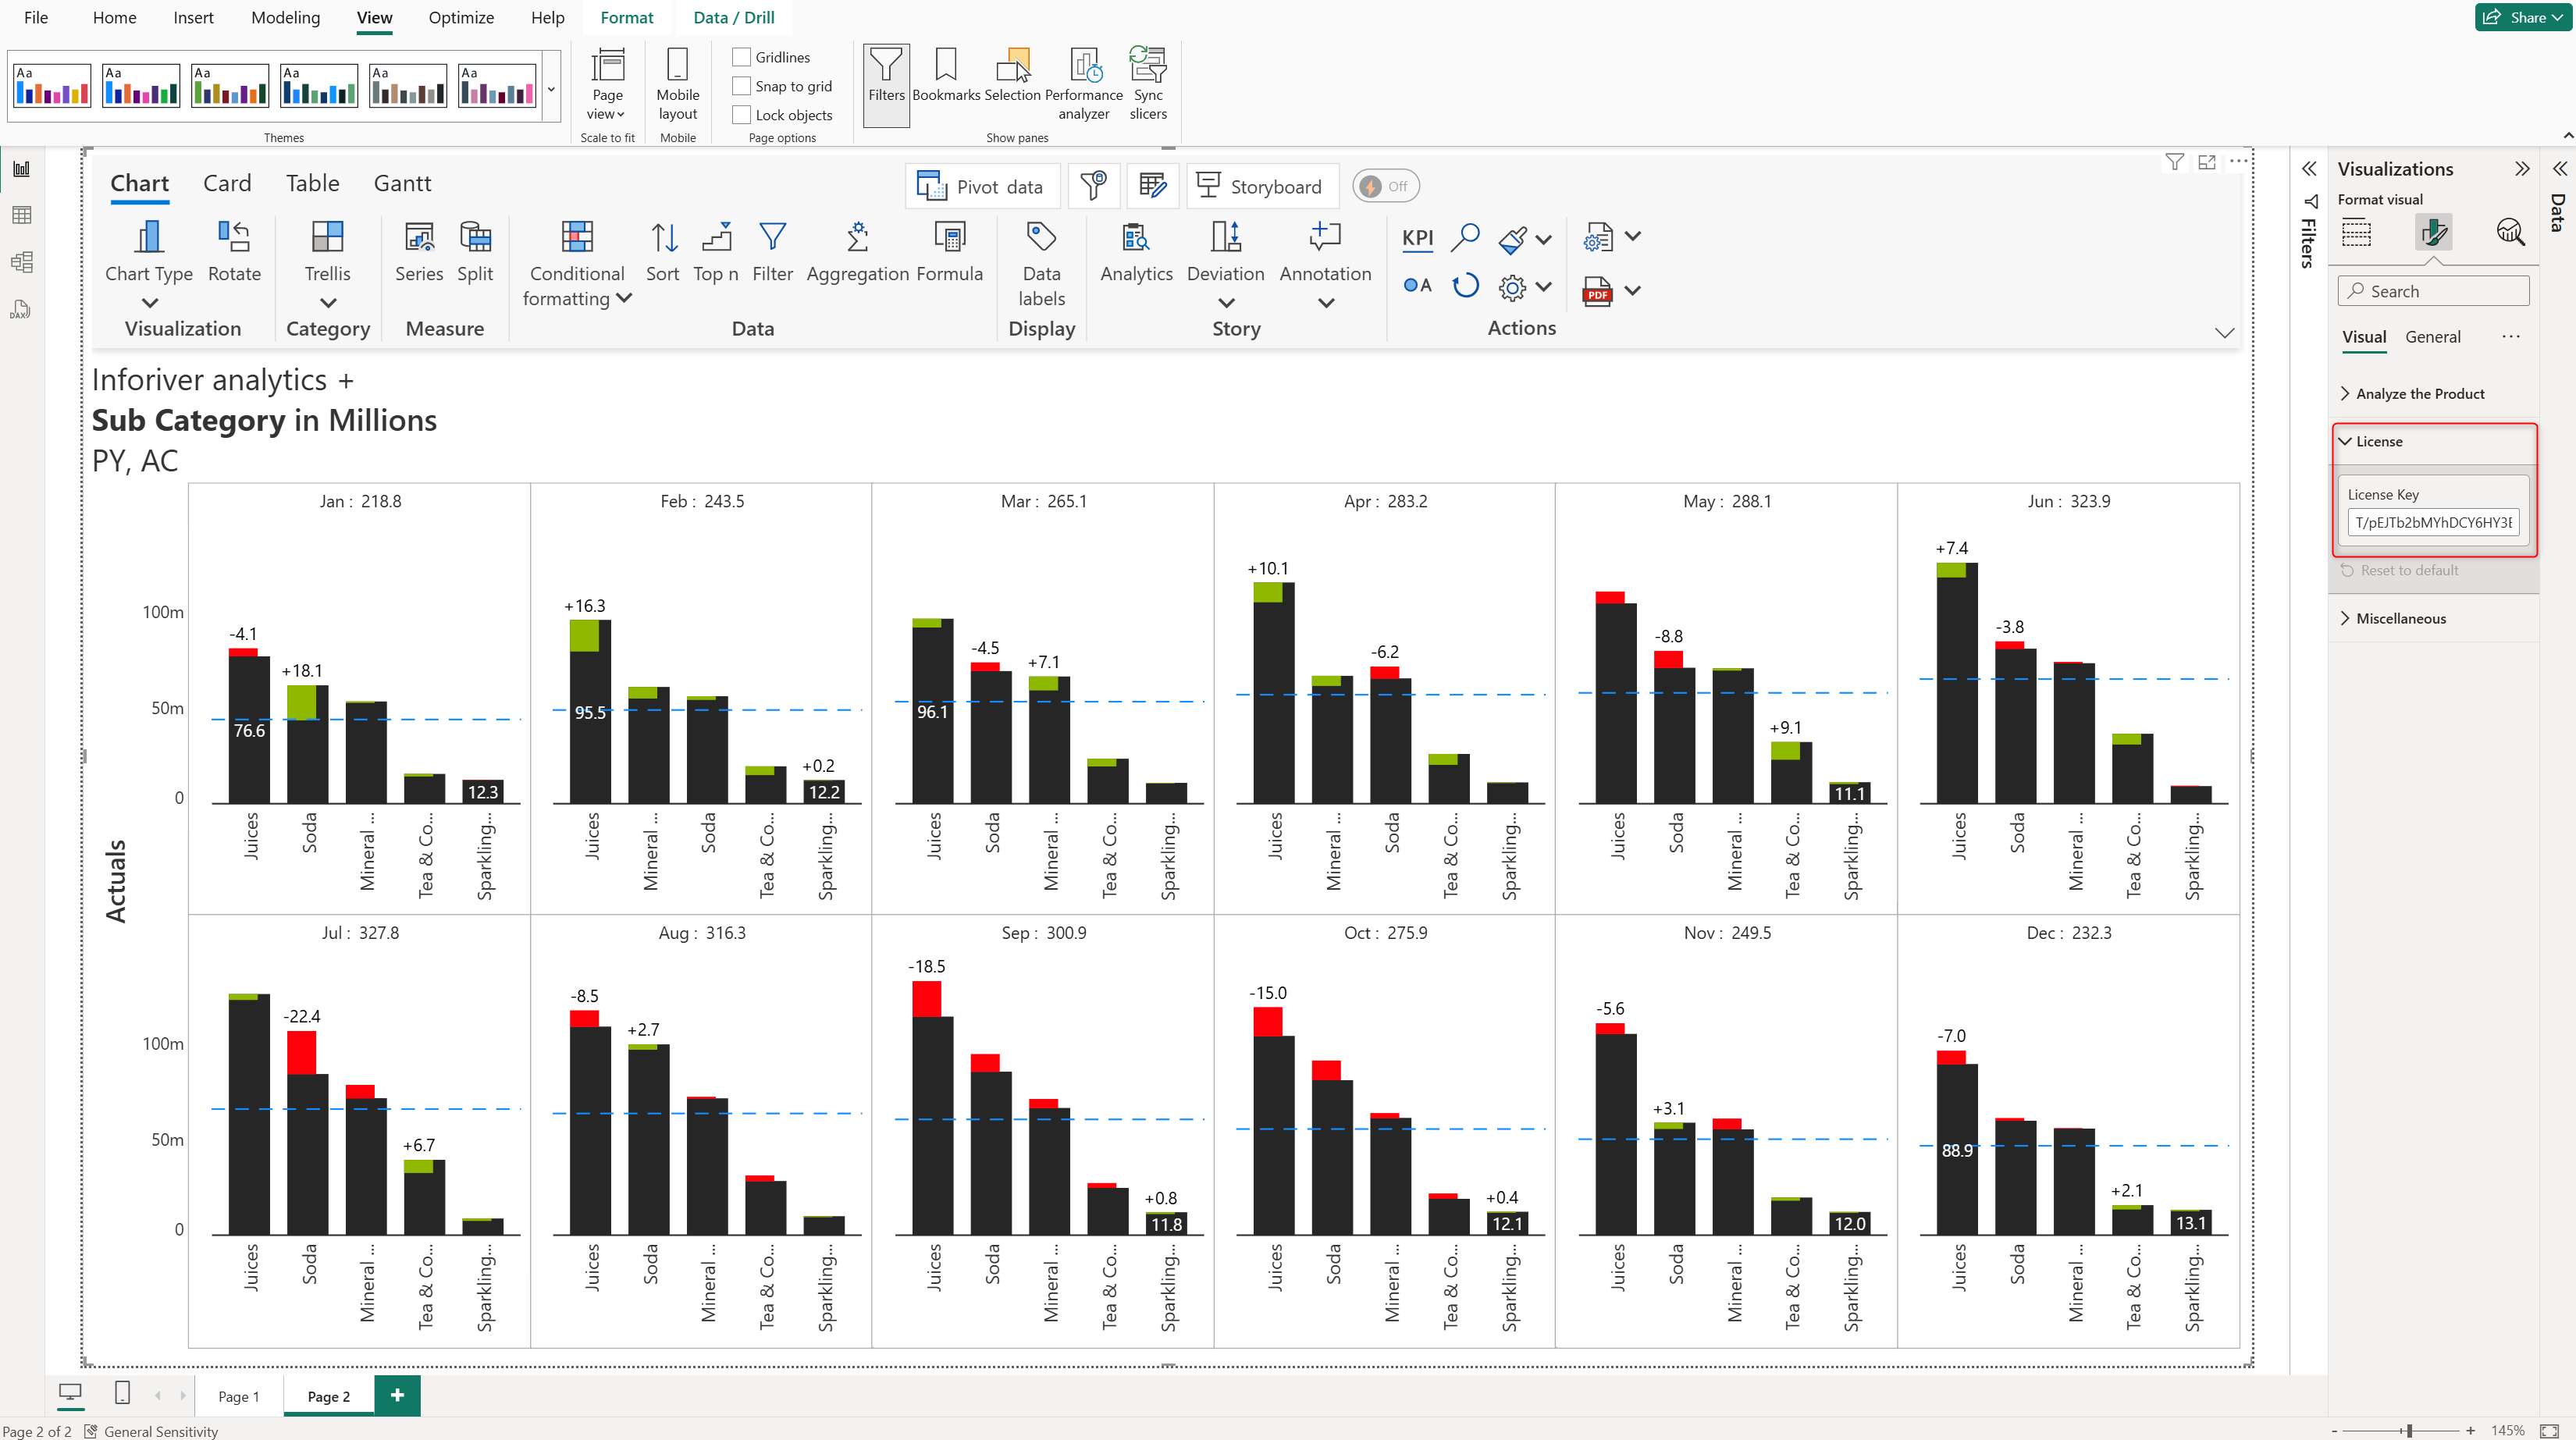 File Home Insert Modeling View Optimize Help Format Data / Drill Share
Aa Aa Aa Aa Aa Aa
Themes
Page view
Scale to fit
Mobile layout
Mobile
Gridlines
Snap to grid
Lock objects
Page options
Filters Bookmarks Selection Performance analyzer Sync slicers
Show panes
Chart Card Table Gantt Pivot data Storyboard Off
Chart Type Rotate
Visualization
Trellis
Category
Series Split
Measure
Conditional formatting Sort Top n Filter Aggregation Formula
Data
Data labels
Display
Analytics Deviation Annotation
Story
KPI
A
PDF
Actions
DAX
Inforiver analytics +
Sub Category in Millions
PY, AC
Actuals
Jan : 218.8 Feb : 243.5 Mar : 265.1 Apr : 283.2 May : 288.1 Jun : 323.9
100m
50m
0
-4.1 +18.1 76.6 12.3
Juices Soda Mineral ... Tea & Co... Sparkling...
+16.3 95.5 +0.2 12.2
Juices Mineral ... Soda Tea & Co... Sparkling...
96.1 -4.5 +7.1
Juices Soda Mineral ... Tea & Co... Sparkling...
+10.1 -6.2
Juices Mineral ... Soda Tea & Co... Sparkling...
-8.8 +9.1 11.1
Juices Soda Mineral ... Tea & Co... Sparkling...
+7.4 -3.8
Juices Soda Mineral ... Tea & Co... Sparkling...
Jul : 327.8 Aug : 316.3 Sep : 300.9 Oct : 275.9 Nov : 249.5 Dec : 232.3
100m
50m
0
-22.4 +6.7
Juices Soda Mineral ... Tea & Co... Sparkling...
-8.5 +2.7
Juices Soda Mineral ... Tea & Co... Sparkling...
-18.5 +0.8 11.8
Juices Soda Mineral ... Tea & Co... Sparkling...
-15.0 +0.4 12.1
Juices Soda Mineral ... Tea & Co... Sparkling...
-5.6 +3.1 12.0
Juices Soda Mineral ... Tea & Co... Sparkling...
-7.0 88.9 +2.1 13.1
Juices Soda Mineral ... Tea & Co... Sparkling...
Filters
Visualizations
Format visual
Search
Visual General
Analyze the Product
License
License Key
T/pEJTb2bMYhDCY6HY3E
Reset to default
Miscellaneous
Data
Page 1 Page 2 +
Page 2 of 2 General Sensitivity
- + 145%